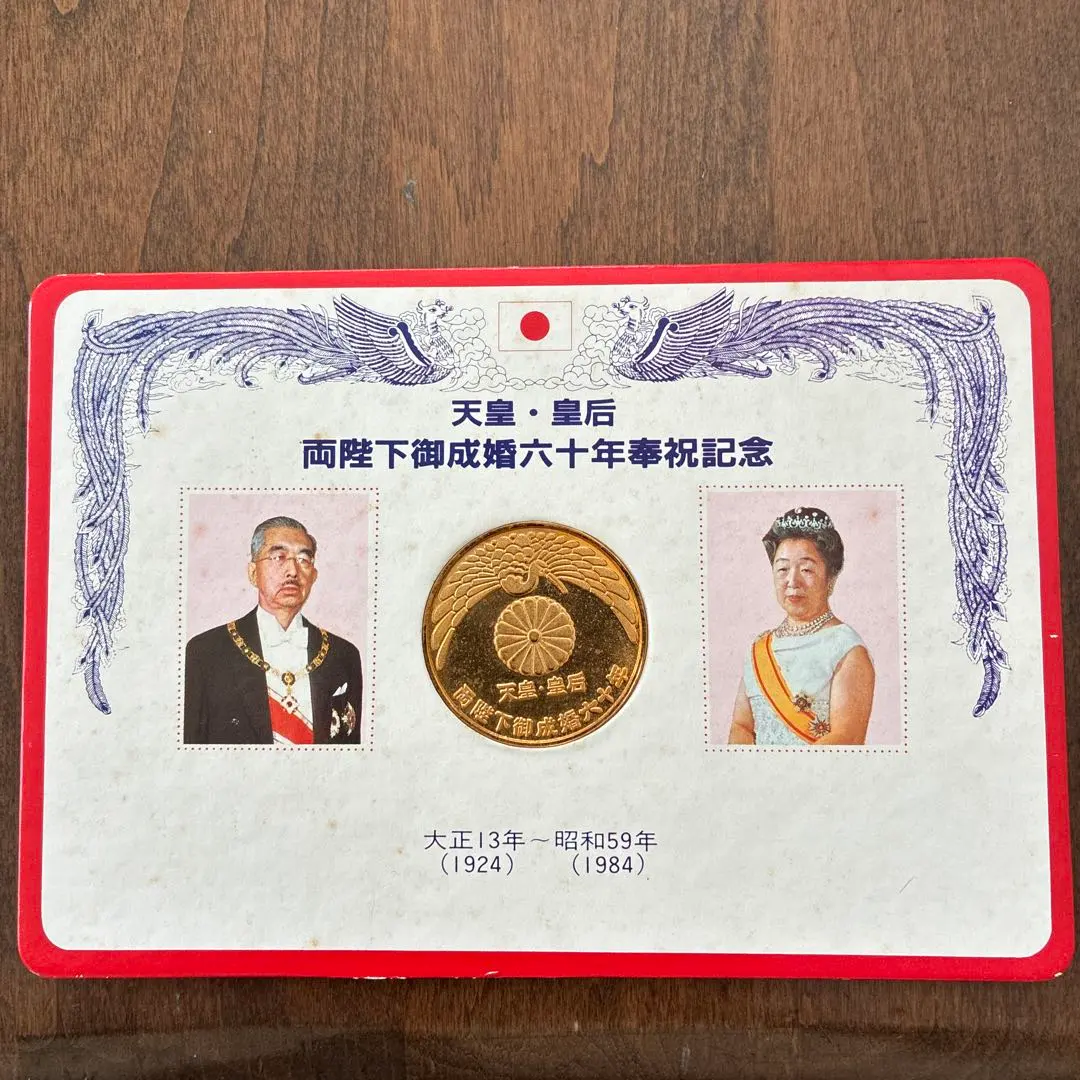 天皇・皇后
両陛下御成婚六十年奉祝記念
天皇・皇后
両陛下御成婚六十年
大正13年～昭和59年
(1924) (1984)